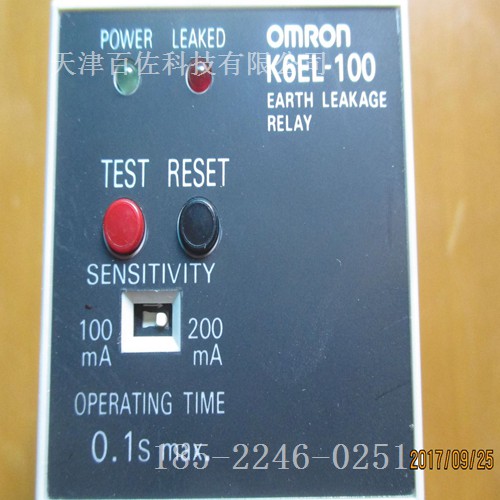 POWER LEAKED
天津百佐科技有限公司
OMRON
KGEL-100
EARTH LEAKAGE
RELAY
TEST RESET
SENSITIVITY
100 mA
200 mA
OPERATING TIME
0.1s max.
185-2246-0251
2017/09/25